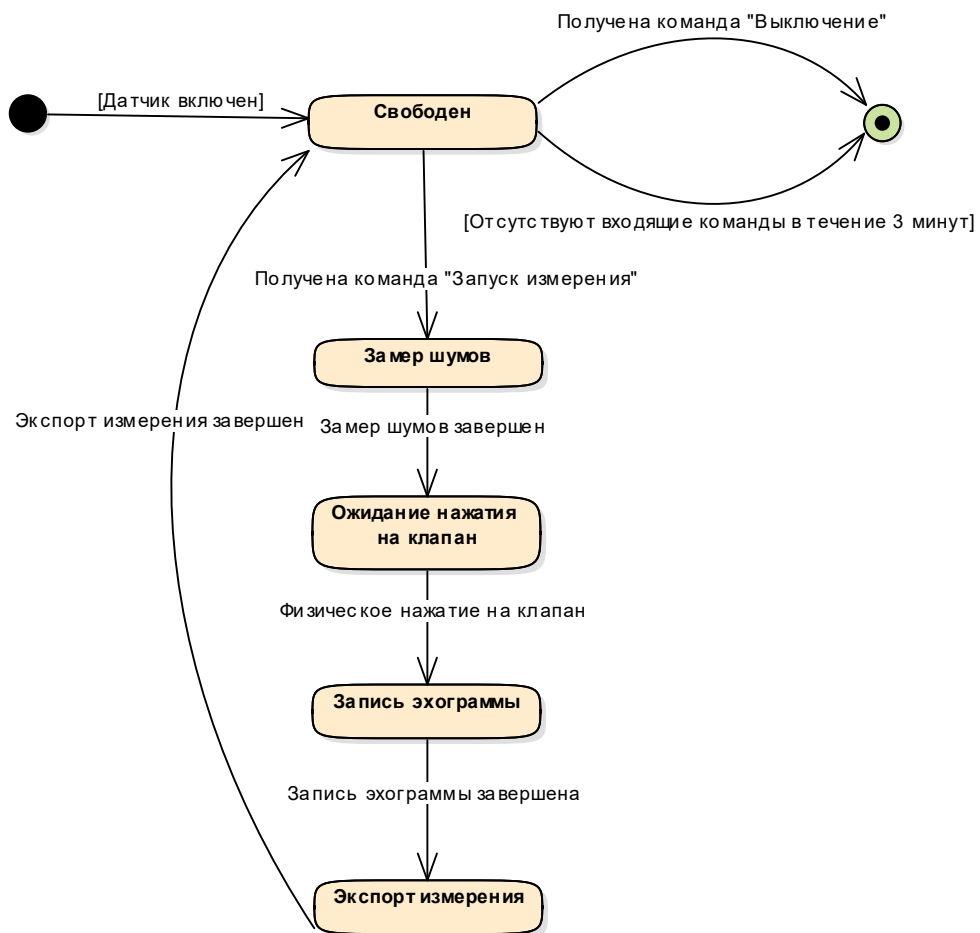 Получена команда "Выключение"
[Датчик включен]
Свободен
[Отсутствуют входящие команды в течение 3 минут]
Получена команда "Запуск измерения"
Замер шумов
Экспорт измерения завершен
Замер шумов завершен
Ожидание нажатия
на клапан
Физическое нажатие на клапан
Запись эхограммы
Запись эхограммы завершена
Экспорт измерения